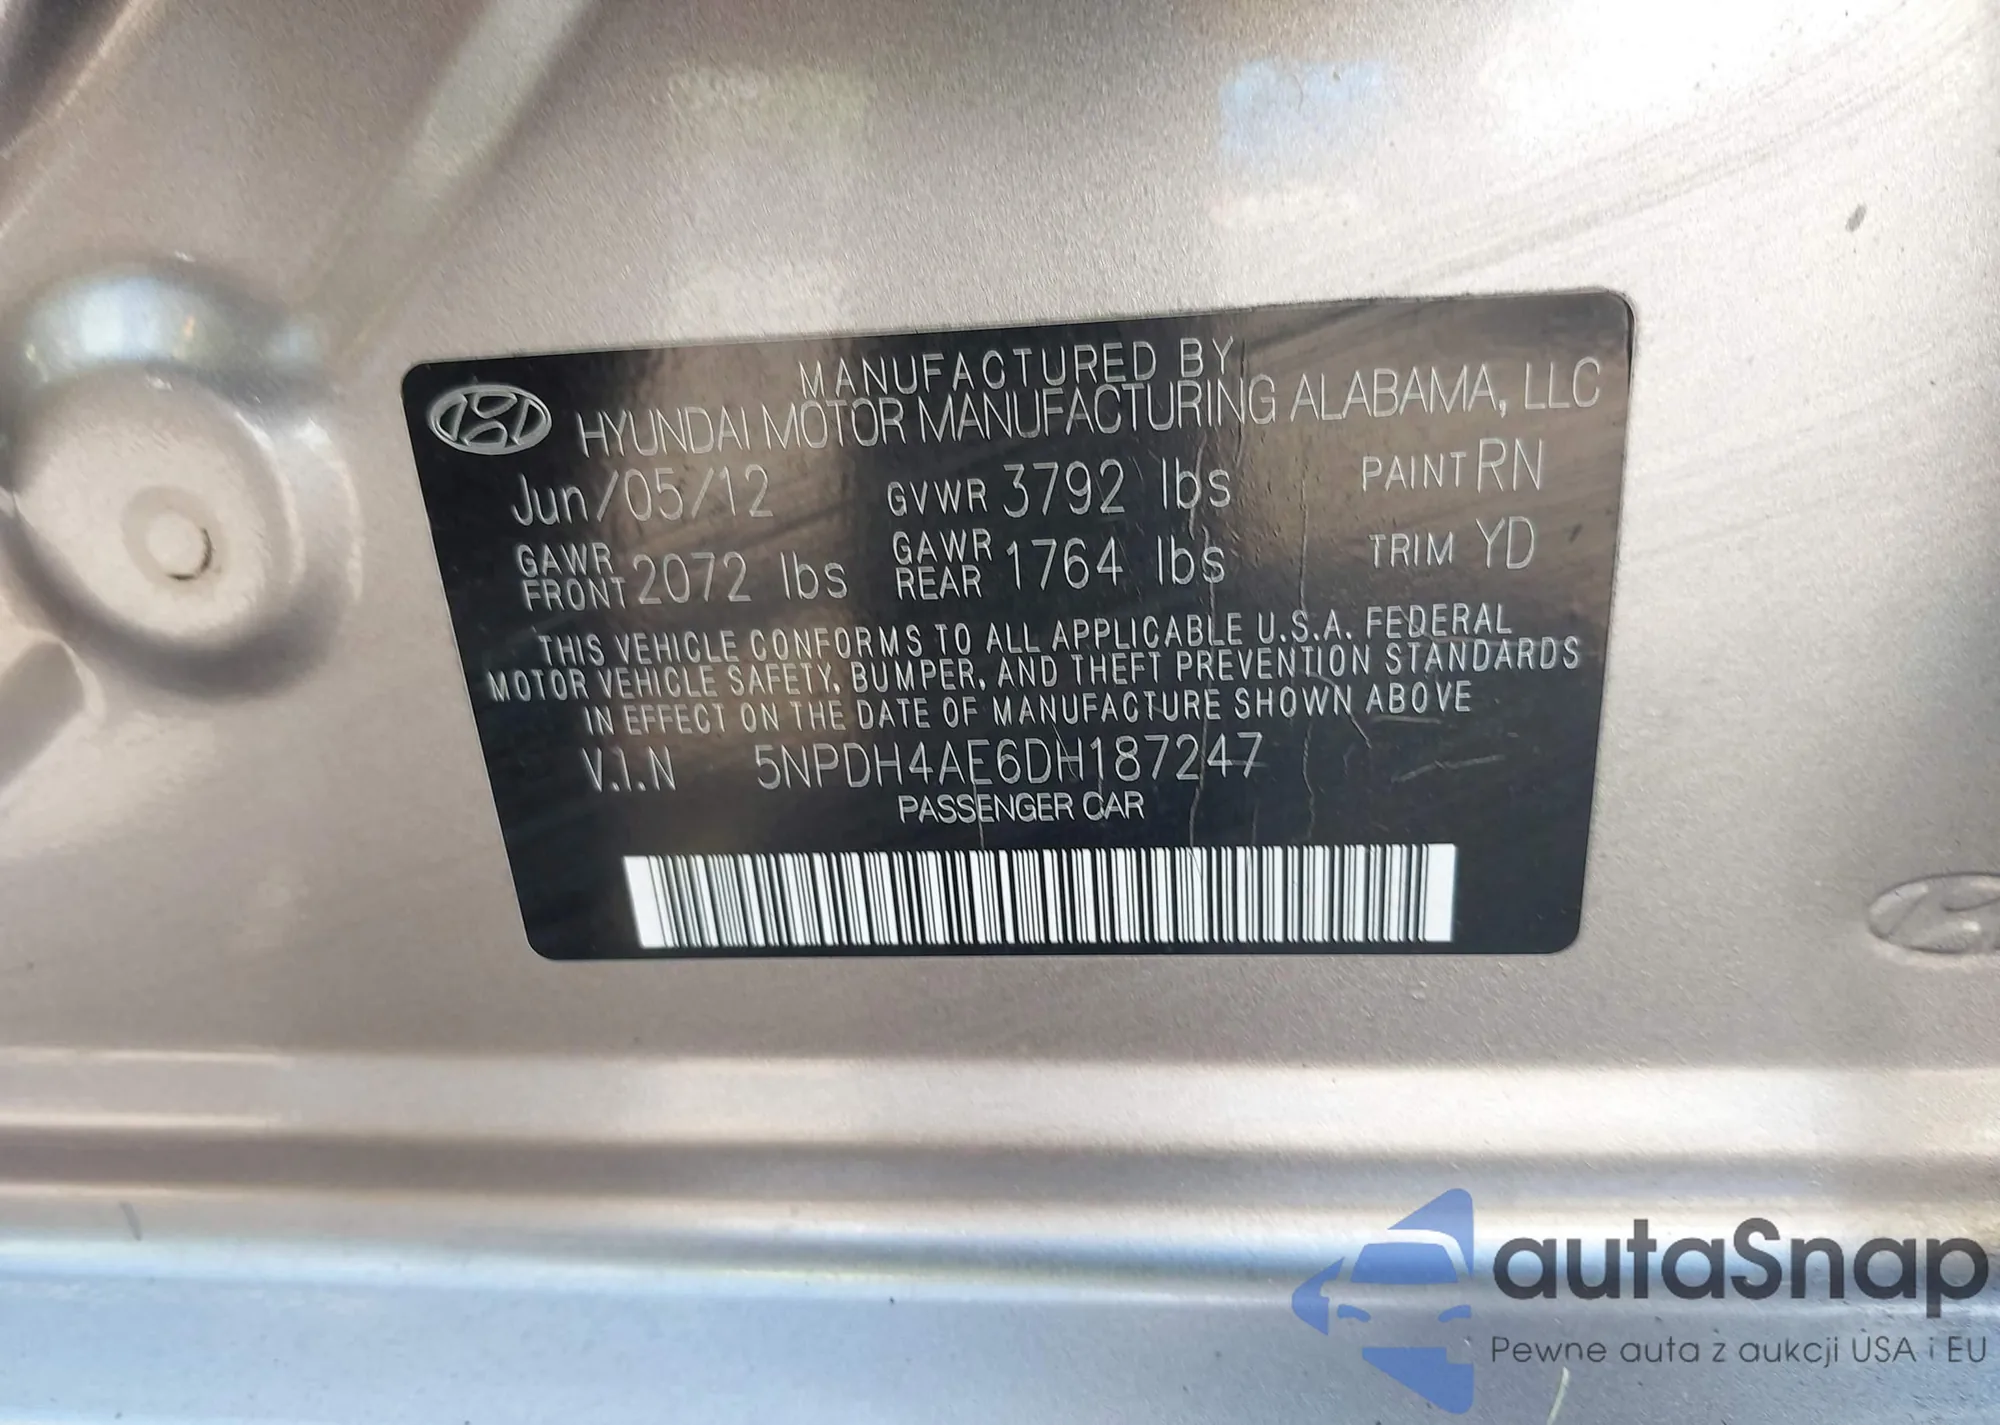 MANUFACTURED BY
HYUNDAI MOTOR MANUFACTURING ALABAMA, LLC
Jun/05/12 GVWR 3792 lbs PAINT RN
GAWR FRONT 2072 lbs GAWR REAR 1764 lbs TRIM YD
THIS VEHICLE CONFORMS TO ALL APPLICABLE U.S.A. FEDERAL
MOTOR VEHICLE SAFETY, BUMPER, AND THEFT PREVENTION STANDARDS
IN EFFECT ON THE DATE OF MANUFACTURE SHOWN ABOVE
V.I.N 5NPDH4AE6DH187247
PASSENGER CAR
autaSnap
Pewne auta z aukcji USA i EU